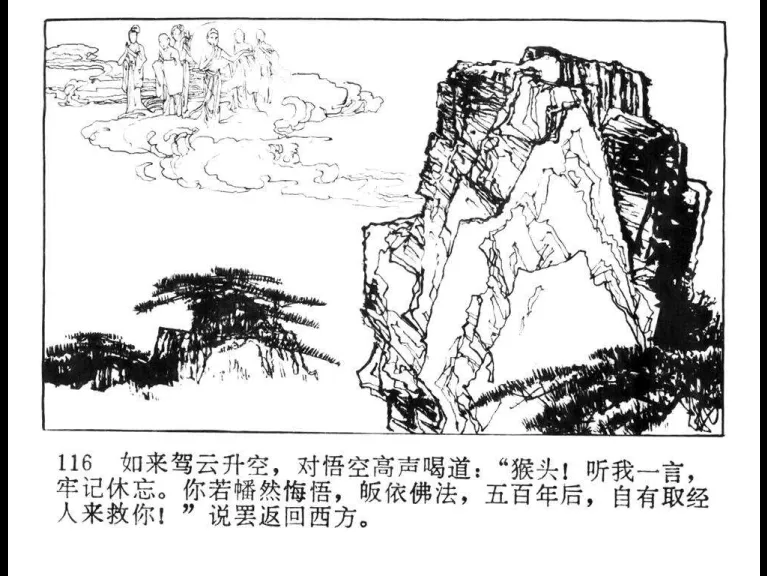 116 如来驾云升空，对悟空高声喝道：“猴头！听我一言，
牢记休忘。你若幡然悔悟，皈依佛法，五百年后，自有取经
人来救你！”说罢返回西方。